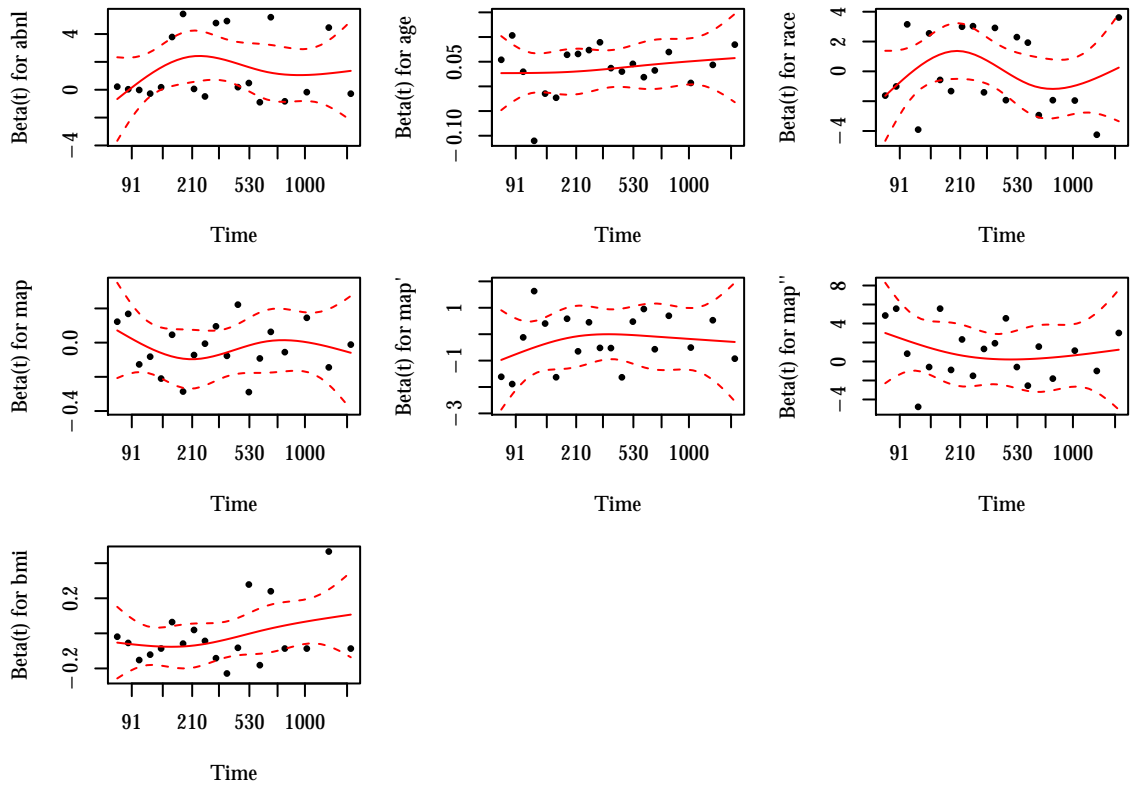 Beta(t) for abnl
4
0
−4
91 210 530 1000
Time
Beta(t) for age
0.05
−0.10
91 210 530 1000
Time
Beta(t) for race
4
2
0
−4
91 210 530 1000
Time
Beta(t) for map
0.0
−0.4
91 210 530 1000
Time
Beta(t) for map'
1
−1
−3
91 210 530 1000
Time
Beta(t) for map''
8
4
0
−4
91 210 530 1000
Time
Beta(t) for bmi
0.2
−0.2
91 210 530 1000
Time